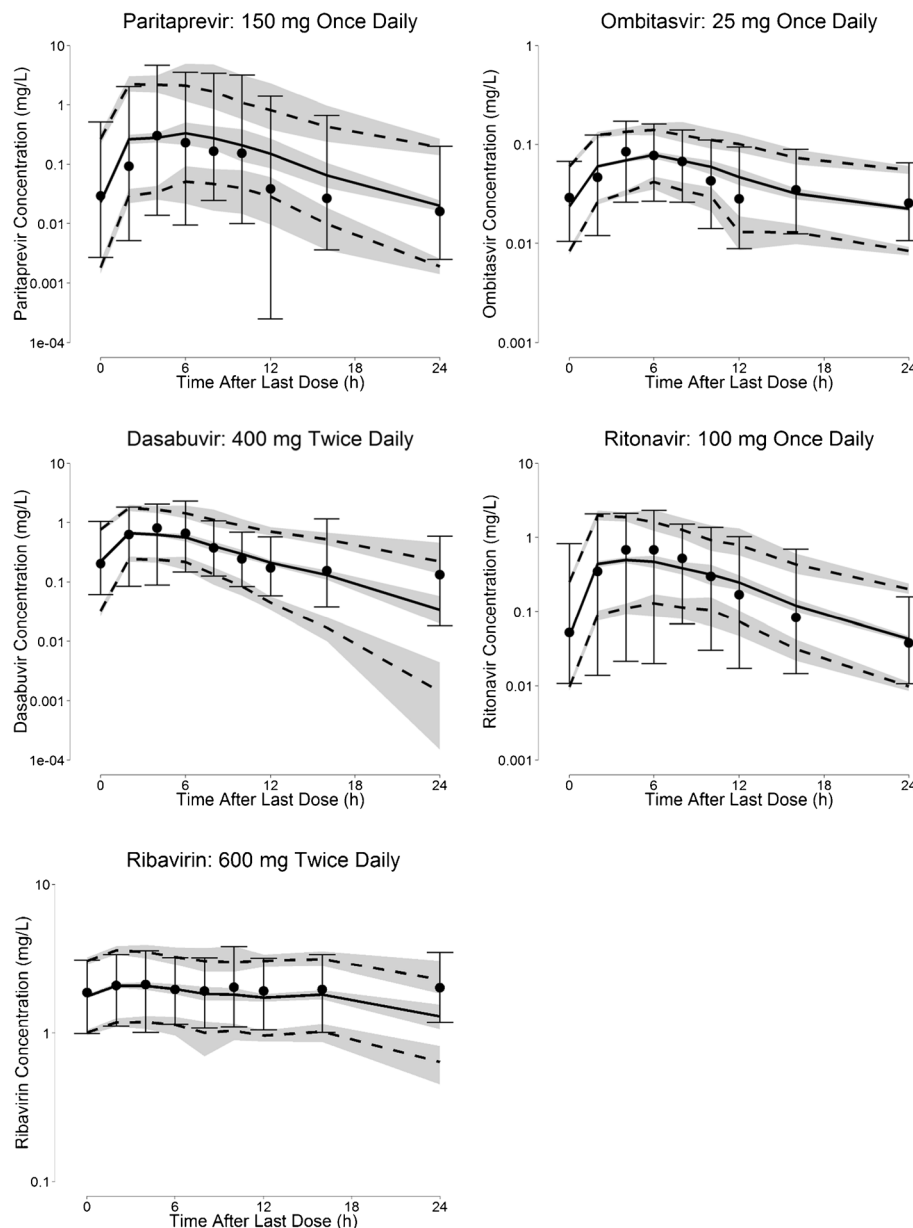 Paritaprevir: 150 mg Once Daily
Paritaprevir Concentration (mg/L)
10
1
0.1
0.01
0.001
1e-04
0 6 12 18 24
Time After Last Dose (h)
Ombitasvir: 25 mg Once Daily
Ombitasvir Concentration (mg/L)
1
0.1
0.01
0.001
0 6 12 18 24
Time After Last Dose (h)
Dasabuvir: 400 mg Twice Daily
Dasabuvir Concentration (mg/L)
10
1
0.1
0.01
0.001
1e-04
0 6 12 18 24
Time After Last Dose (h)
Ritonavir: 100 mg Once Daily
Ritonavir Concentration (mg/L)
10
1
0.1
0.01
0.001
0 6 12 18 24
Time After Last Dose (h)
Ribavirin: 600 mg Twice Daily
Ribavirin Concentration (mg/L)
10
1
0.1
0 6 12 18 24
Time After Last Dose (h)